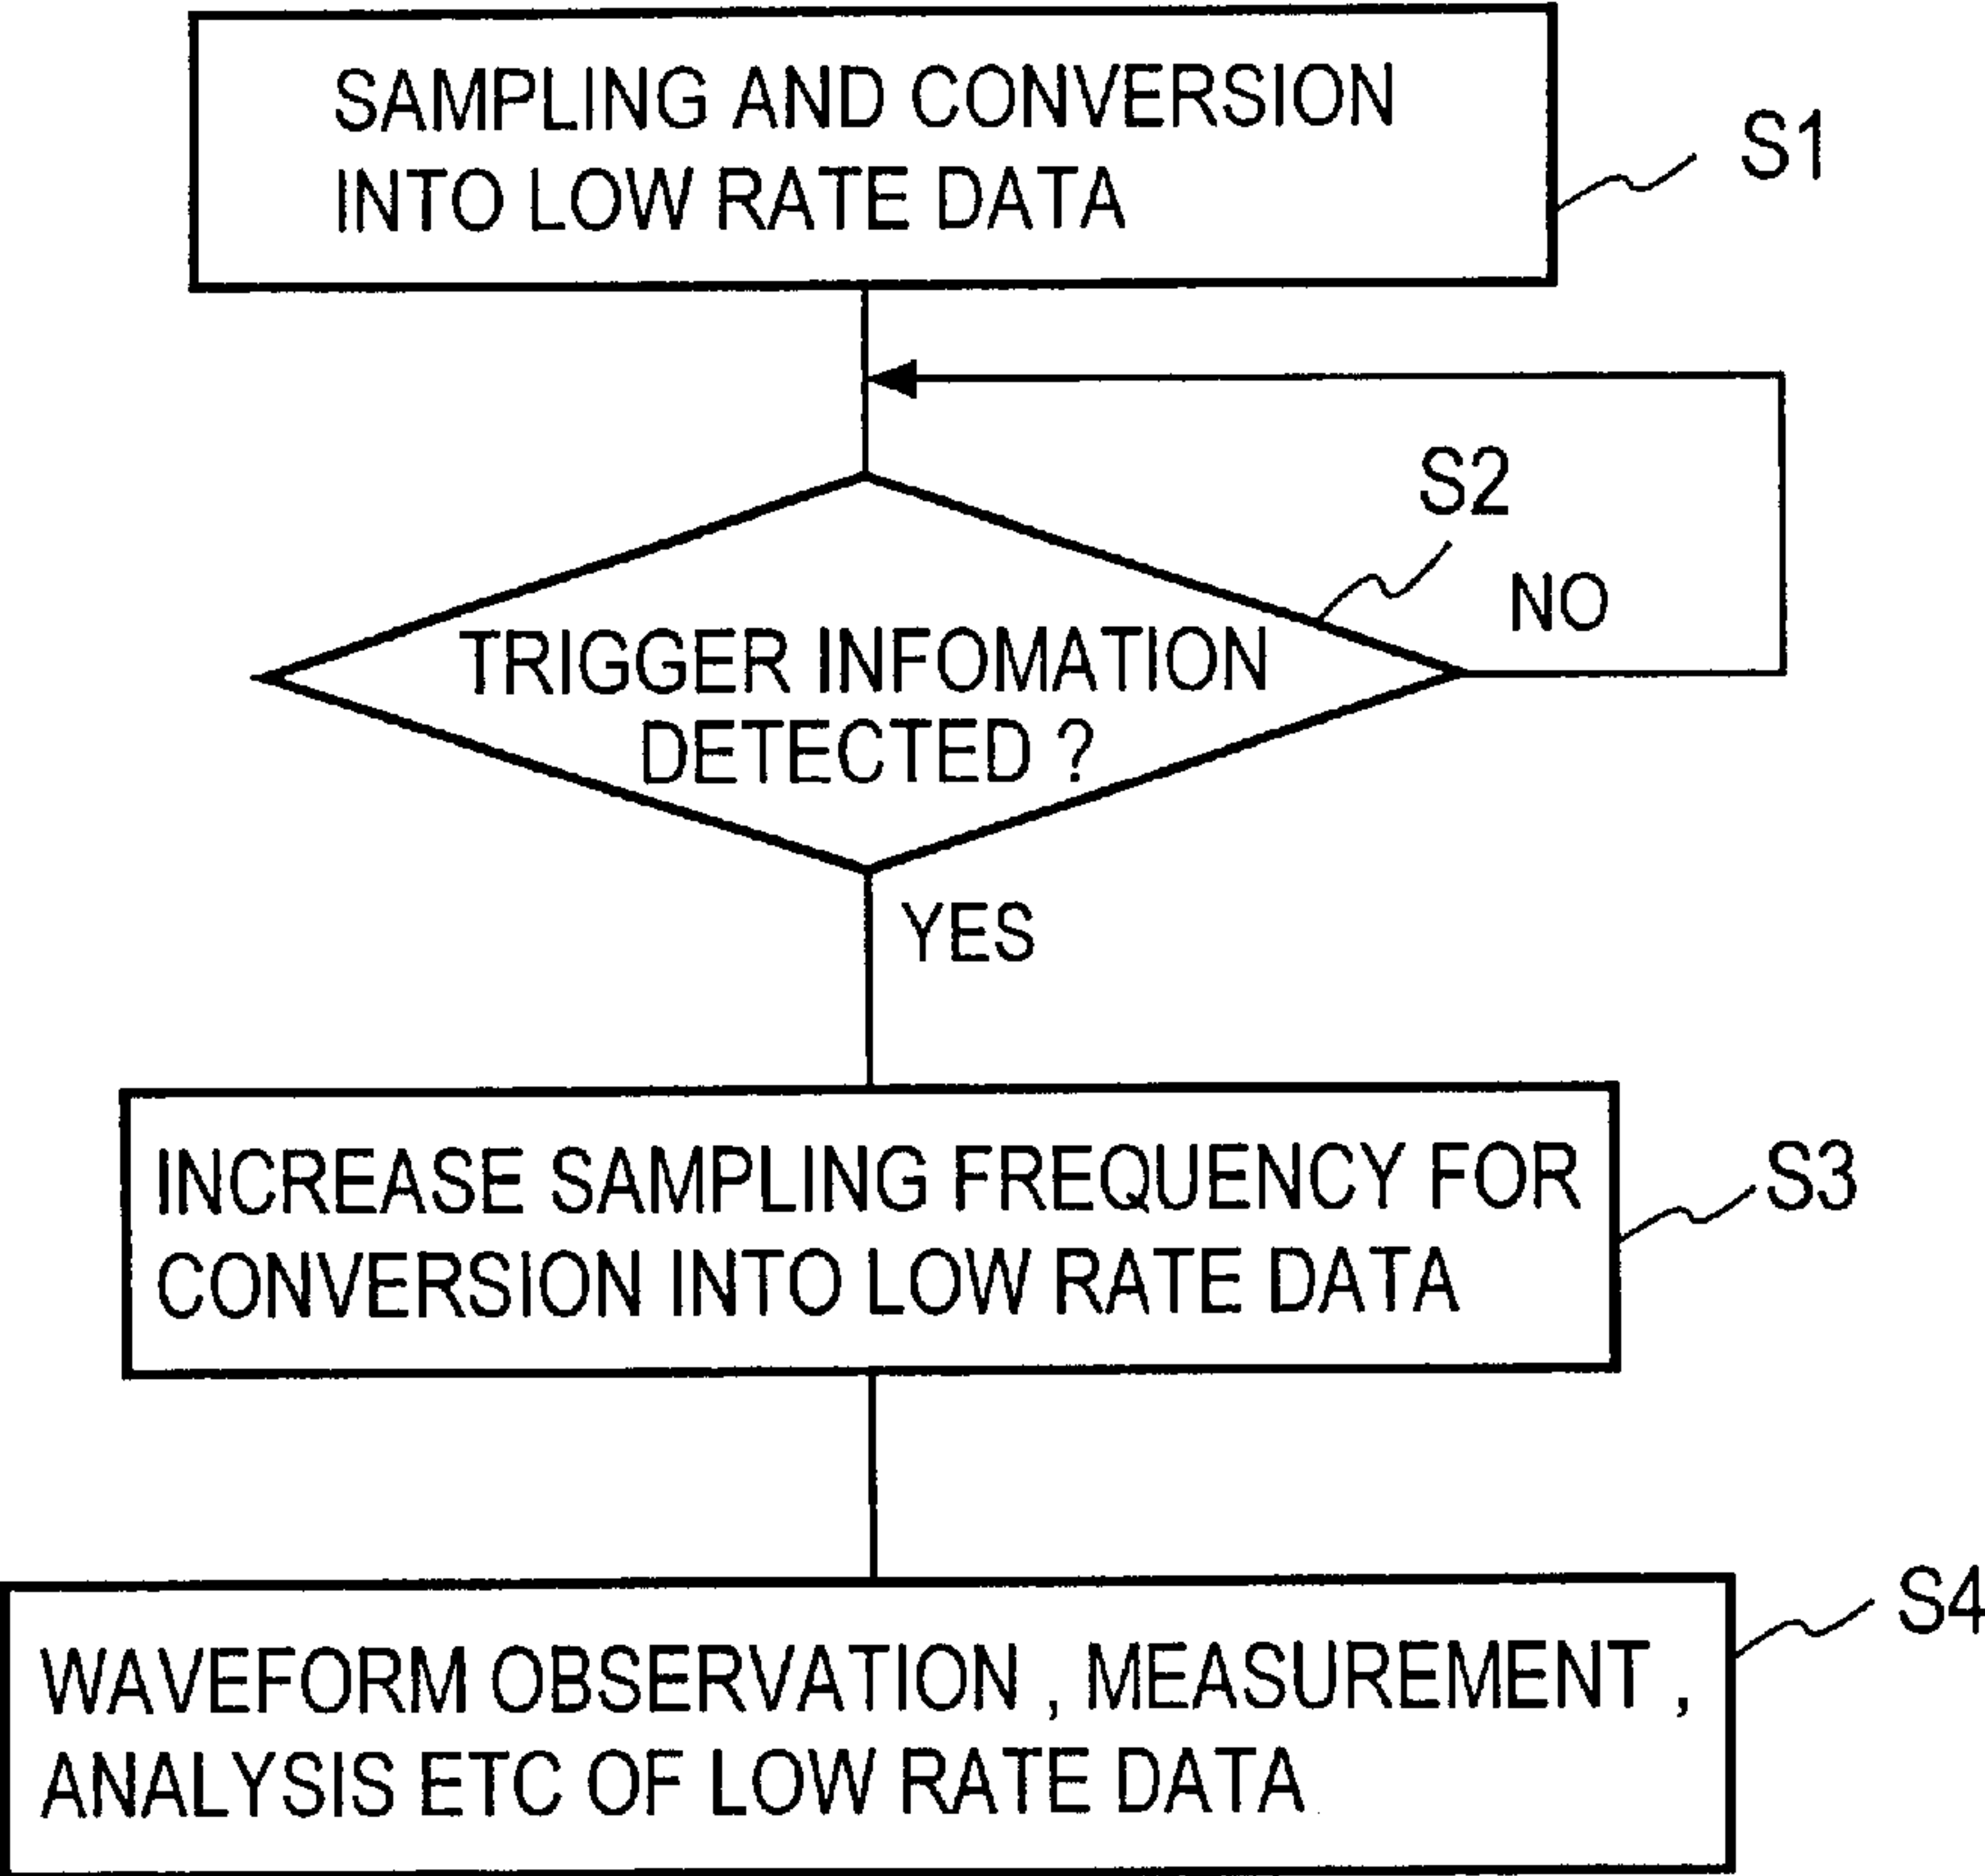 SAMPLING AND CONVERSION
INTO LOW RATE DATA
S1
S2
NO
TRIGGER INFOMATION
DETECTED ?
YES
INCREASE SAMPLING FREQUENCY FOR
CONVERSION INTO LOW RATE DATA
S3
S4
WAVEFORM OBSERVATION , MEASUREMENT ,
ANALYSIS ETC OF LOW RATE DATA